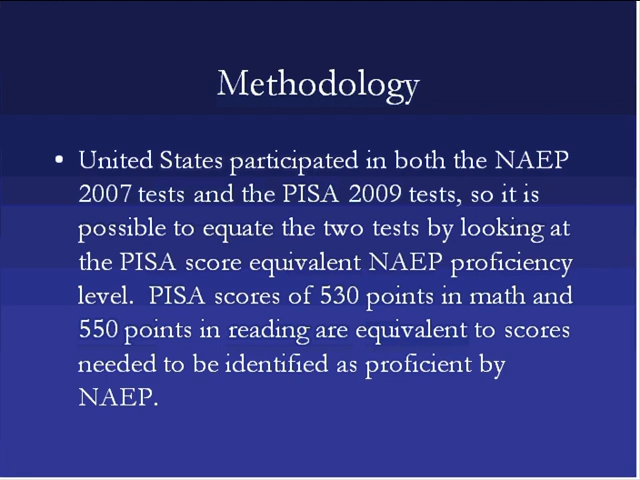 Methodology
• United States participated in both the NAEP
2007 tests and the PISA 2009 tests, so it is
possible to equate the two tests by looking at
the PISA score equivalent NAEP proficiency
level.  PISA scores of 530 points in math and
550 points in reading are equivalent to scores
needed to be identified as proficient by
NAEP.